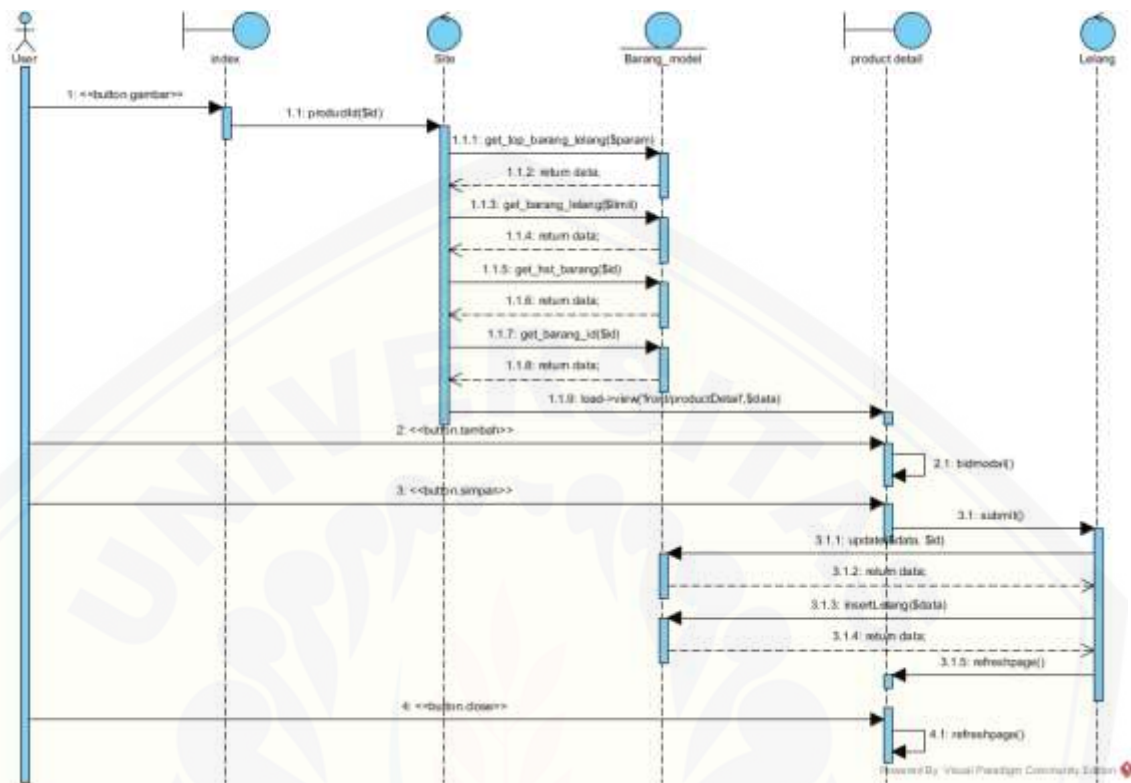 User
index
Site
Barang_model
product detail
Lelang
1: <<button.gambar>>
1.1: productId($id)
1.1.1: get_top_barang_lelang($param)
1.1.2: return data;
1.1.3: get_barang_lelang($limit)
1.1.4: return data;
1.1.5: get_hst_barang($id)
1.1.6: return data;
1.1.7: get_barang_id($id)
1.1.8: return data;
1.1.9: load->view('front/productDetail',$data)
2: <<button.tambah>>
2.1: bidmodal()
3: <<button.simpan>>
3.1: submit()
3.1.1: update($data, $id)
3.1.2: return data;
3.1.3: insertLelang($data)
3.1.4: return data;
3.1.5: refreshpage()
4: <<button.close>>
4.1: refreshpage()
Powered By Visual Paradigm Community Edition
UNIVERSITAS